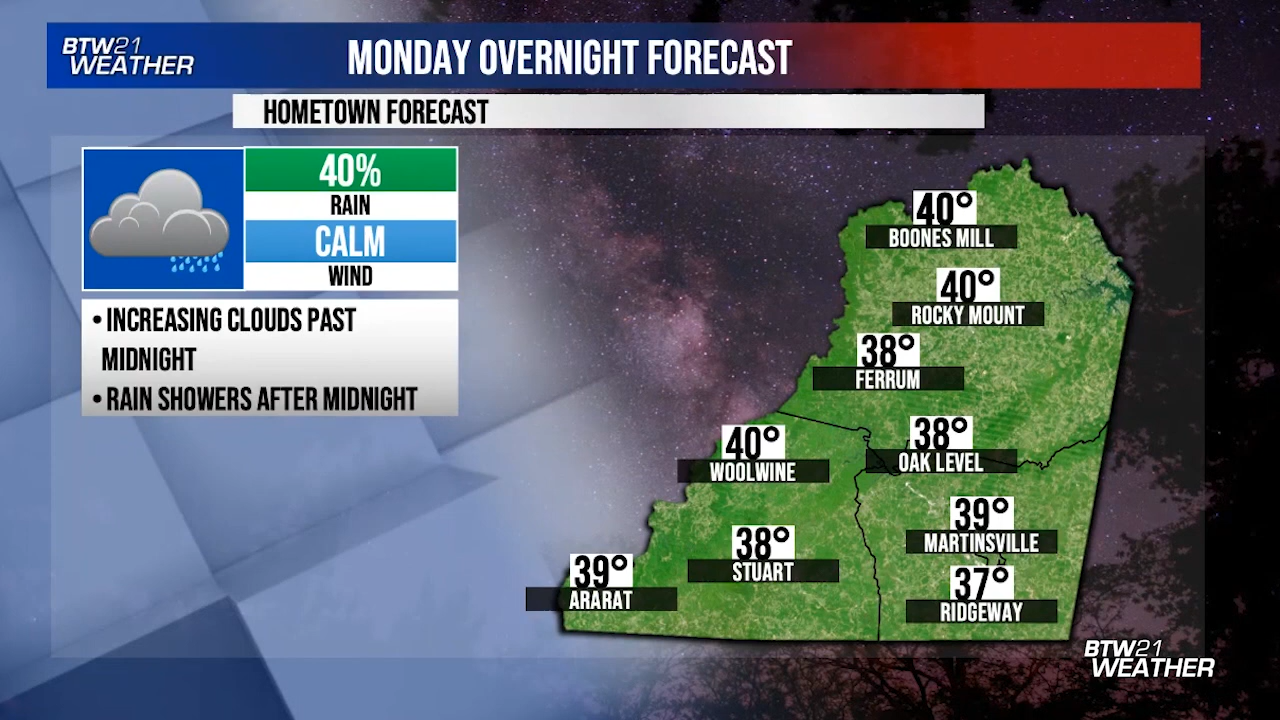 BTW21
WEATHER
MONDAY OVERNIGHT FORECAST
HOMETOWN FORECAST
40%
RAIN
CALM
WIND
• INCREASING CLOUDS PAST
MIDNIGHT
• RAIN SHOWERS AFTER MIDNIGHT
40°
BOONES MILL
40°
ROCKY MOUNT
38°
FERRUM
38°
OAK LEVEL
40°
WOOLWINE
39°
MARTINSVILLE
38°
STUART
39°
ARARAT
37°
RIDGEWAY
BTW21
WEATHER